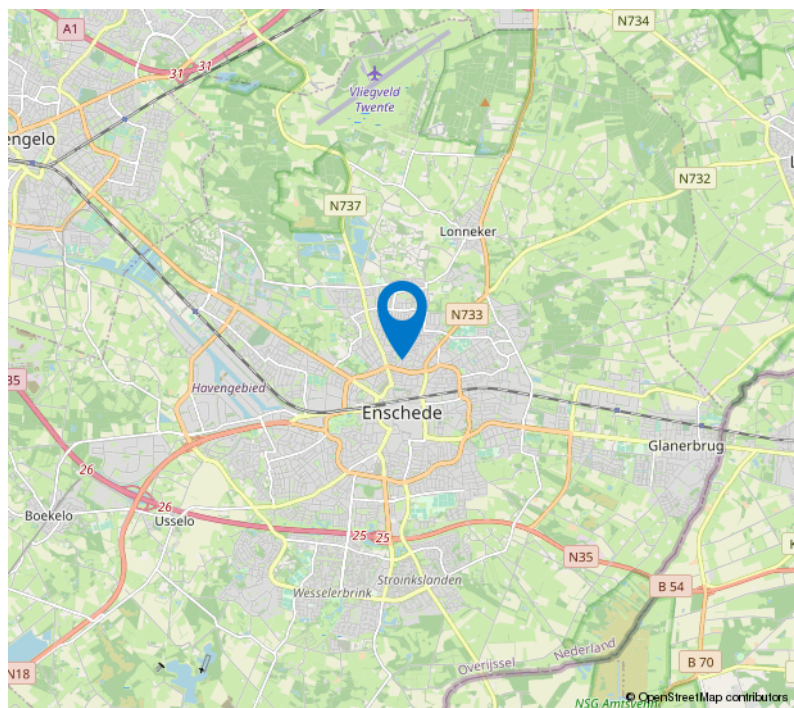 N734
A1
31
31
Vliegveld
Twente
engelo
L
N732
N737
Lonneker
N733
35
Havengebied
Enschede
Glanerbrug
26
26
Boekelo
Usselo
25
25
K
N35
Stroinkslanden
B 54
Wesselerbrink
Nederland
Overijssel
B 70
N18
NSG Amtsvenn
© OpenStreetMap contributors